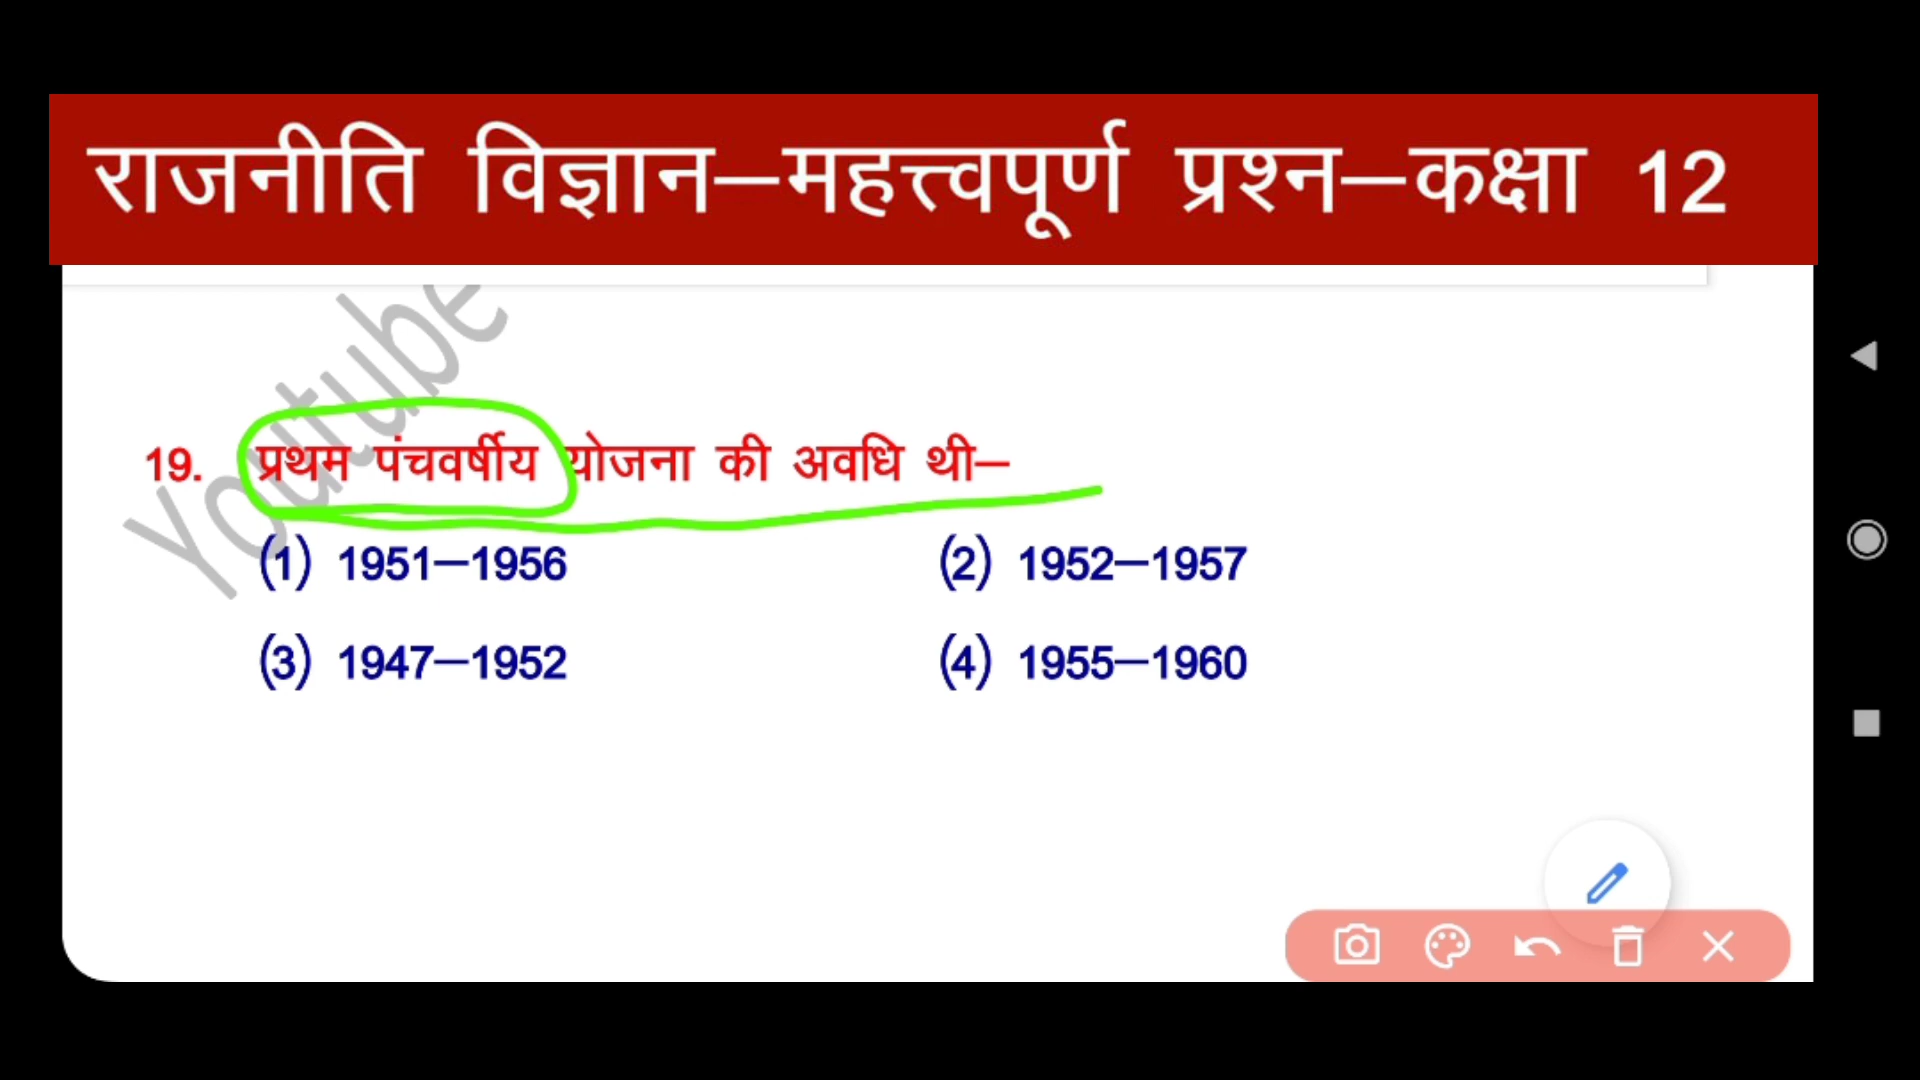 राजनीति विज्ञान–महत्त्वपूर्ण प्रश्न–कक्षा 12
Youtube
19. प्रथम पंचवर्षीय योजना की अवधि थी–
(1) 1951–1956 (2) 1952–1957
(3) 1947–1952 (4) 1955–1960